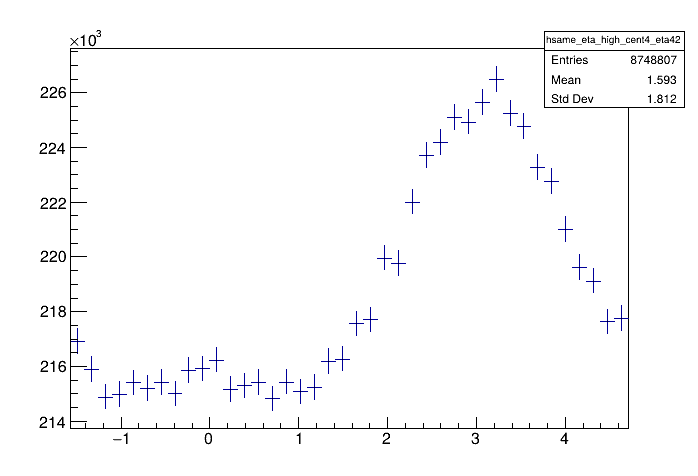 ×10³
hsame_eta_high_cent4_eta42
Entries 8748807
Mean 1.593
Std Dev 1.812
226
224
222
220
218
216
214
−1 0 1 2 3 4